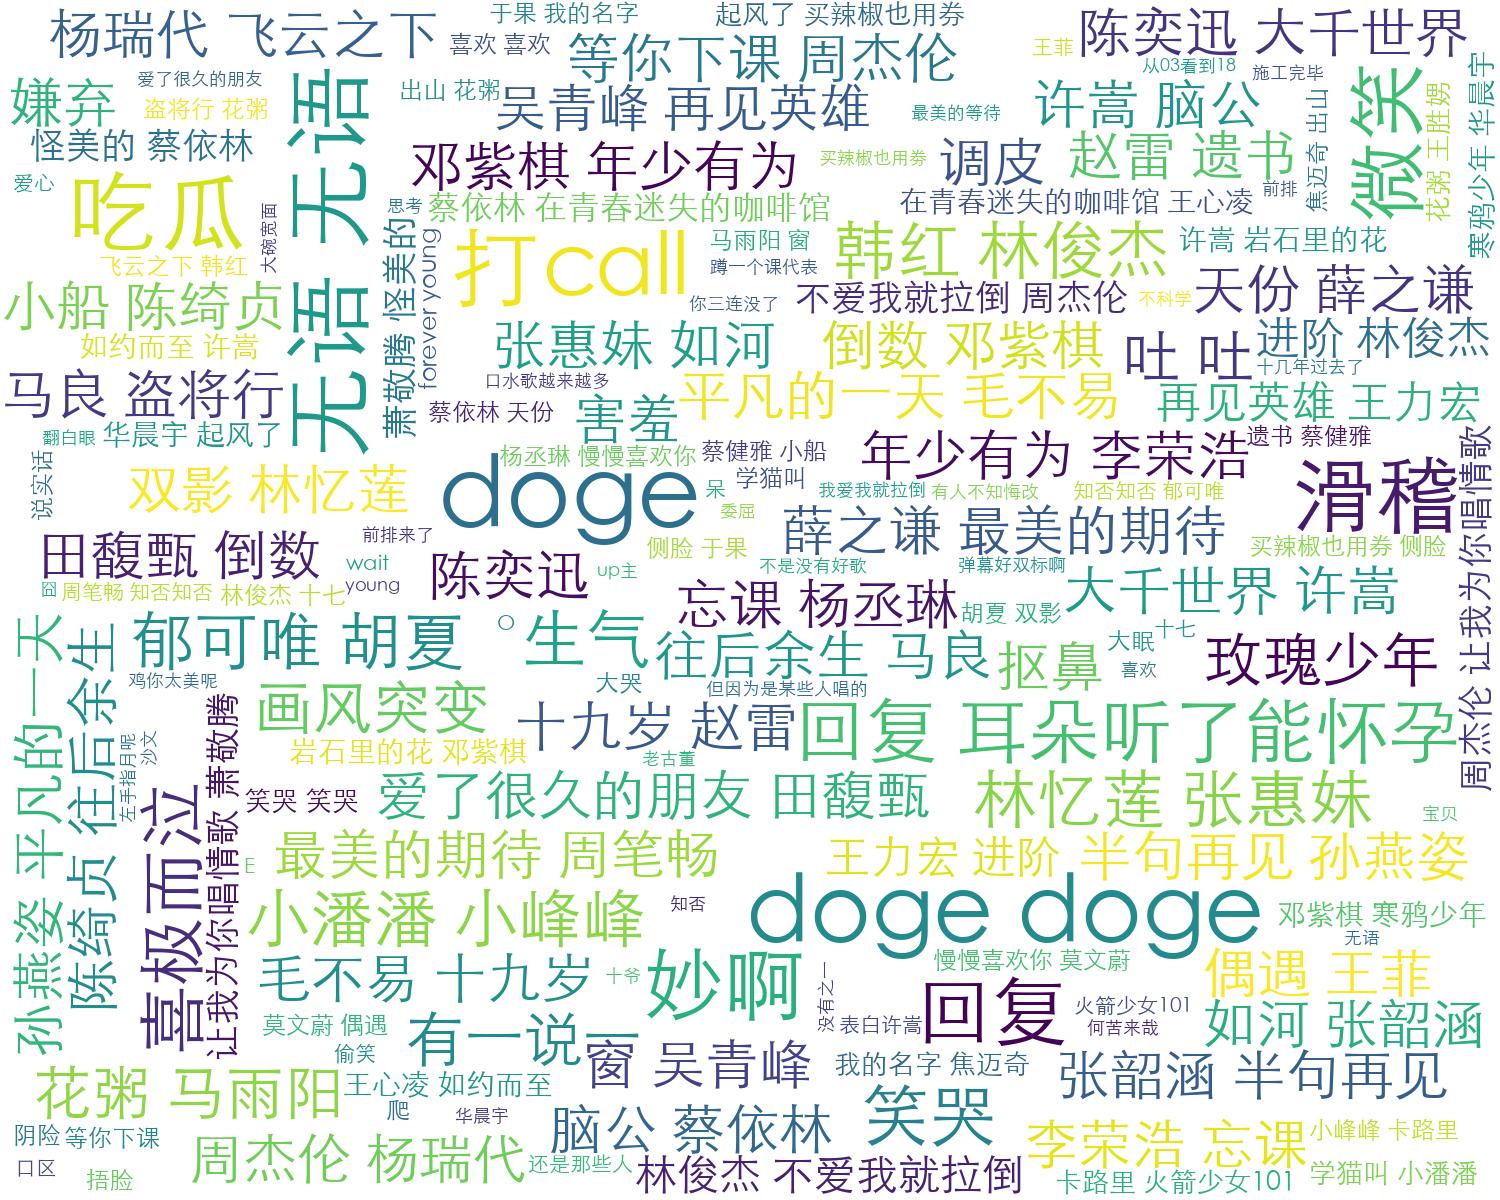 杨瑞代 飞云之下
于果 我的名字
起风了 买辣椒也用券
陈奕迅 大千世界
王菲
喜欢 喜欢
等你下课 周杰伦
从03看到18
施工完毕
爱了很久的朋友
嫌弃
盗将行 花粥
无语 无语
出山 花粥
吴青峰 再见英雄
最美的等待
许嵩 脑公
焦迈奇 出山
微笑
花粥 王胜娚
寒鸦少年 华晨宇
怪美的 蔡依林
邓紫棋 年少有为
买辣椒也用券
调皮
赵雷 遗书
爱心
吃瓜
大碗宽面
思考
蔡依林 在青春迷失的咖啡馆
在青春迷失的咖啡馆 王心凌
前排
飞云之下 韩红
萧敬腾 怪美的
forever young
打call
马雨阳 窗
蹲一个课代表
韩红 林俊杰
许嵩 岩石里的花
小船 陈绮贞
你三连没了
不爱我就拉倒 周杰伦
不科学
天份 薛之谦
如约而至 许嵩
张惠妹 如河
倒数 邓紫棋
吐 吐
进阶 林俊杰
十几年过去了
马良 盗将行
口水歌越来越多
平凡的一天 毛不易
再见英雄 王力宏
蔡依林 天份
害羞
翻白眼
华晨宇 起风了
年少有为 李荣浩
遗书 蔡健雅
说实话
双影 林忆莲
杨丞琳 慢慢喜欢你
蔡健雅 小船
学猫叫
doge
呆
我爱我就拉倒
有人不知悔改
知否知否 郁可唯
滑稽
周杰伦 让我为你唱情歌
委屈
薛之谦 最美的期待
前排来了
田馥甄 倒数
侧脸 于果
买辣椒也用券 侧脸
wait
陈奕迅
up主
不是没有好歌
弹幕好双标啊
囧
周笔畅 知否知否
林俊杰 十七
young
忘课 杨丞琳
胡夏 双影
大千世界 许嵩
郁可唯 胡夏
生气
往后余生 马良
抠鼻
大眠
十七
喜欢
玫瑰少年
孙燕姿 平凡的一天
陈绮贞 往后余生
鸡你太美呢
大哭
但因为是某些人唱的
画风突变
十九岁 赵雷
回复 耳朵听了能怀孕
左手指月呢
沙文
让我为你唱情歌 萧敬腾
岩石里的花 邓紫棋
老古董
喜极而泣
笑哭 笑哭
爱了很久的朋友 田馥甄
林忆莲 张惠妹
宝贝
E
最美的期待 周笔畅
王力宏 进阶
半句再见 孙燕姿
小潘潘 小峰峰
知否
doge doge
邓紫棋 寒鸦少年
无语
毛不易 十九岁
十爷
妙啊
慢慢喜欢你 莫文蔚
偶遇 王菲
没有之一
莫文蔚 偶遇
有一说一
表白许嵩
回复
火箭少女101
何苦来哉
如河 张韶涵
偷笑
窗 吴青峰
我的名字 焦迈奇
张韶涵 半句再见
花粥 马雨阳
王心凌 如约而至
爬
华晨宇
脑公 蔡依林
笑哭
李荣浩 忘课
小峰峰 卡路里
阴险
等你下课
周杰伦 杨瑞代
还是那些人
林俊杰 不爱我就拉倒
卡路里 火箭少女101
学猫叫 小潘潘
口区
捂脸